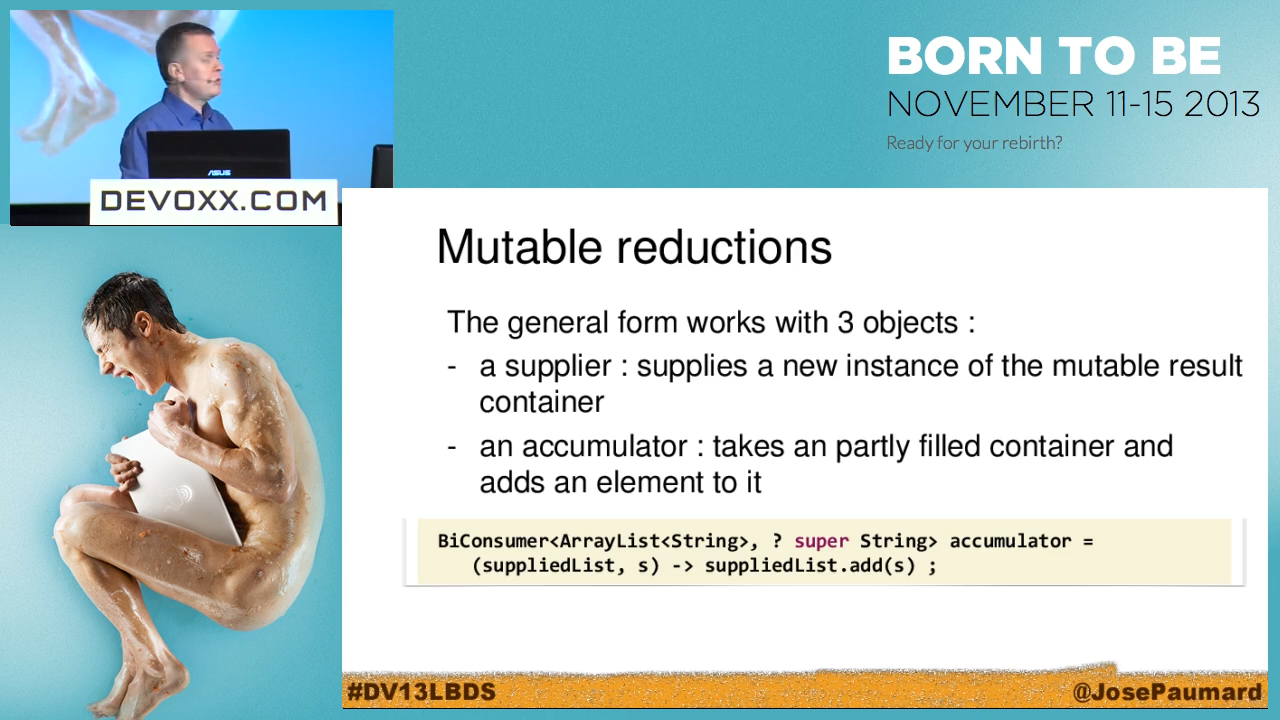 BORN TO BE
NOVEMBER 11-15 2013
Ready for your rebirth?
ASUS
DEVOXX.COM
Mutable reductions
The general form works with 3 objects :
- a supplier : supplies a new instance of the mutable result
container
- an accumulator : takes an partly filled container and
adds an element to it
BiConsumer<ArrayList<String>, ? super String> accumulator =
(suppliedList, s) -> suppliedList.add(s) ;
#DV13LBDS
@JosePaumard